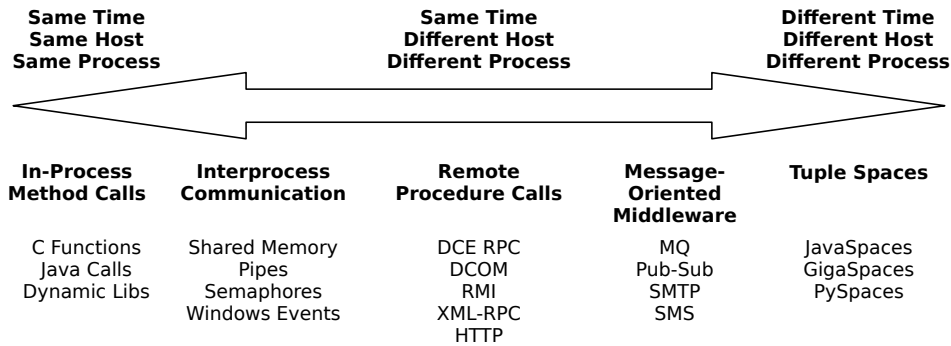 Same Time
Same Host
Same Process
Same Time
Different Host
Different Process
Different Time
Different Host
Different Process
In-Process
Method Calls
C Functions
Java Calls
Dynamic Libs
Interprocess
Communication
Shared Memory
Pipes
Semaphores
Windows Events
Remote
Procedure Calls
DCE RPC
DCOM
RMI
XML-RPC
HTTP
Message-
Oriented
Middleware
MQ
Pub-Sub
SMTP
SMS
Tuple Spaces
JavaSpaces
GigaSpaces
PySpaces